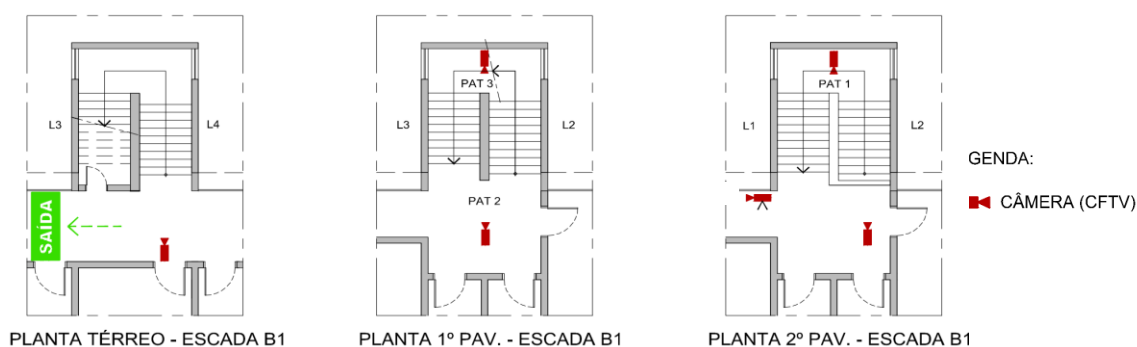 L3
L4
SAÍDA
PLANTA TÉRREO - ESCADA B1
PAT 3
L3
L2
PAT 2
PLANTA 1º PAV. - ESCADA B1
PAT 1
L1
L2
PLANTA 2º PAV. - ESCADA B1
GENDA:
CÂMERA (CFTV)